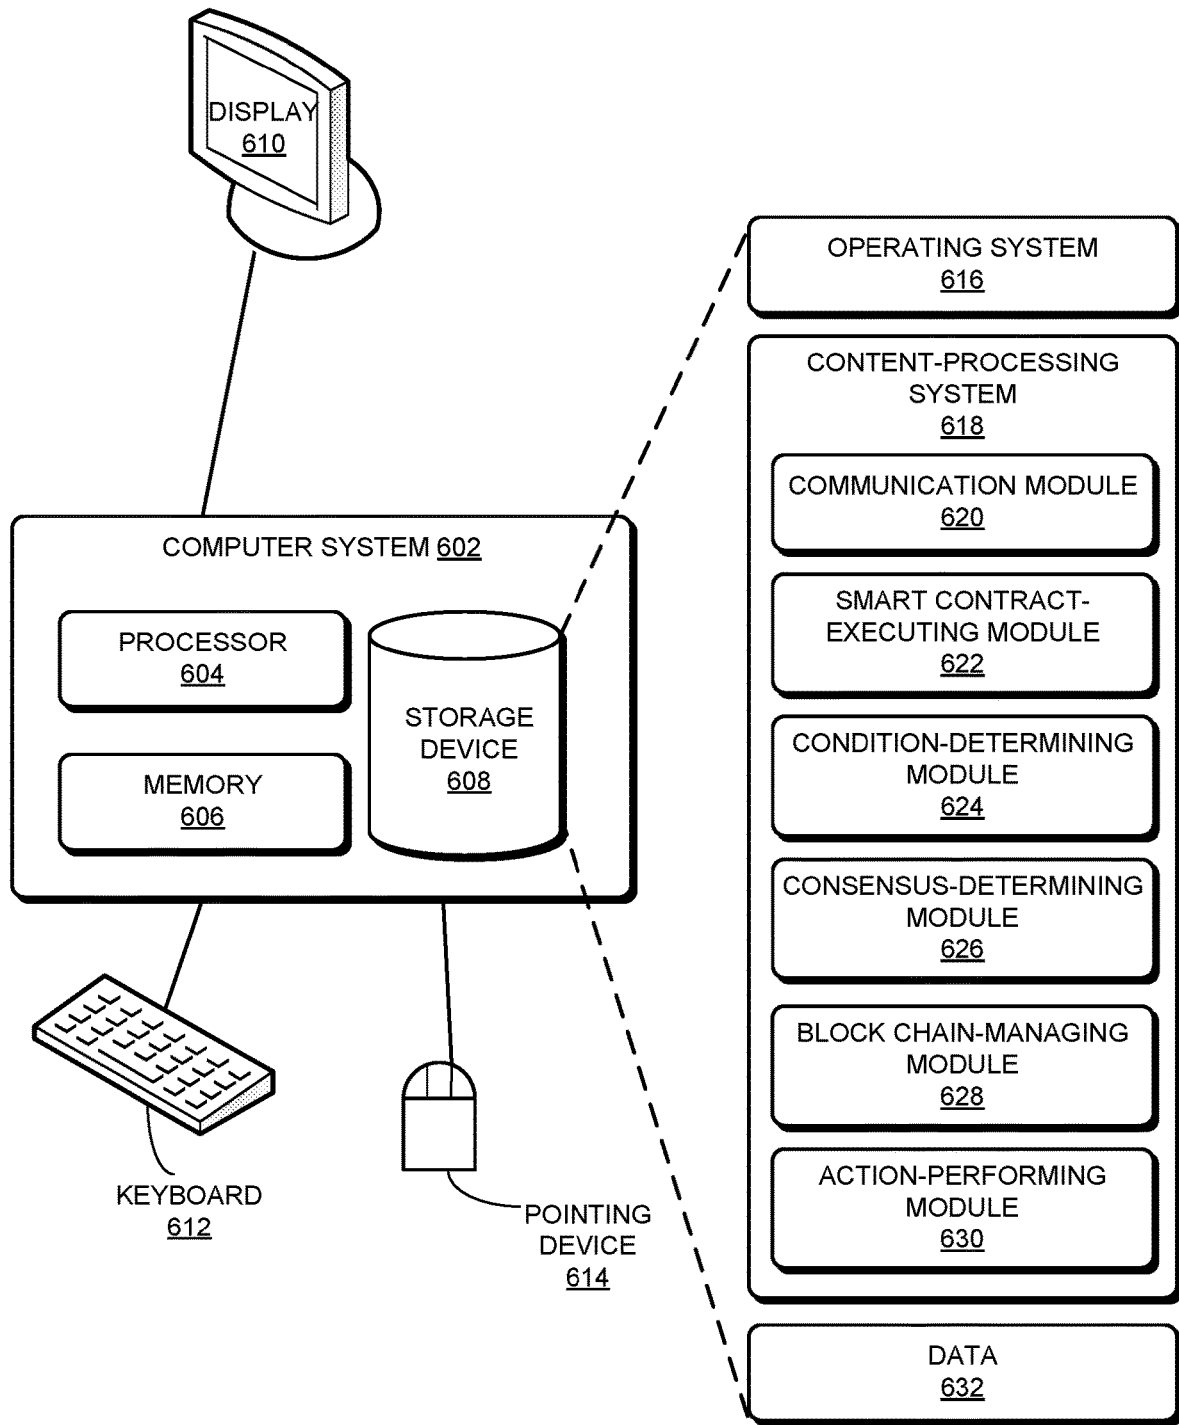 DISPLAY
610
COMPUTER SYSTEM 602
PROCESSOR
604
MEMORY
606
STORAGE
DEVICE
608
KEYBOARD
612
POINTING
DEVICE
614
OPERATING SYSTEM
616
CONTENT-PROCESSING
SYSTEM
618
COMMUNICATION MODULE
620
SMART CONTRACT-
EXECUTING MODULE
622
CONDITION-DETERMINING
MODULE
624
CONSENSUS-DETERMINING
MODULE
626
BLOCK CHAIN-MANAGING
MODULE
628
ACTION-PERFORMING
MODULE
630
DATA
632